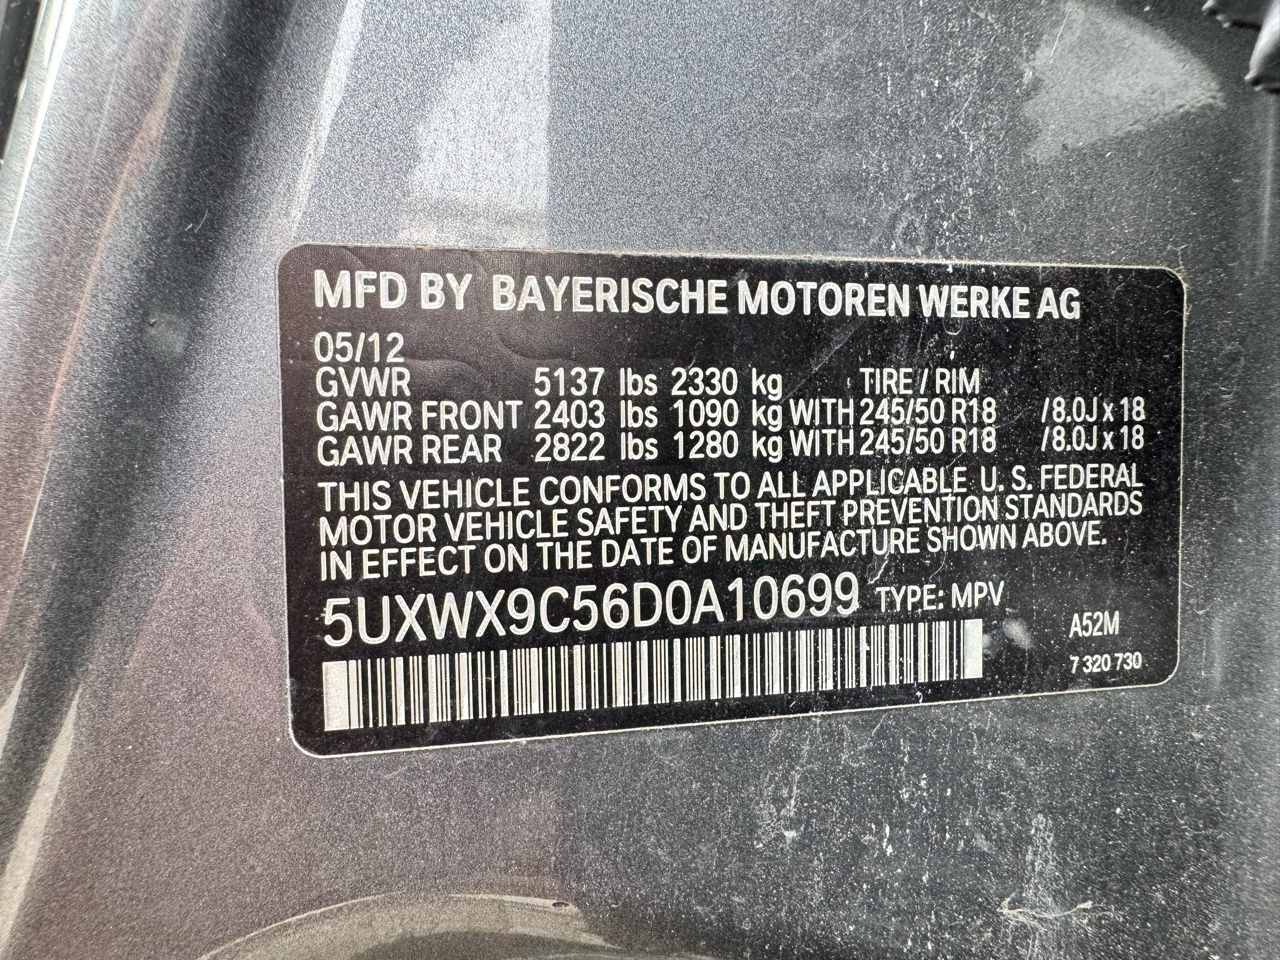 MFD BY BAYERISCHE MOTOREN WERKE AG
05/12
GVWR 5137 lbs 2330 kg TIRE / RIM
GAWR FRONT 2403 lbs 1090 kg WITH 245/50 R18 /8.0J x 18
GAWR REAR 2822 lbs 1280 kg WITH 245/50 R18 /8.0J x 18
THIS VEHICLE CONFORMS TO ALL APPLICABLE U. S. FEDERAL
MOTOR VEHICLE SAFETY AND THEFT PREVENTION STANDARDS
IN EFFECT ON THE DATE OF MANUFACTURE SHOWN ABOVE.
5UXWX9C56D0A10699 TYPE: MPV
A52M
7 320 730